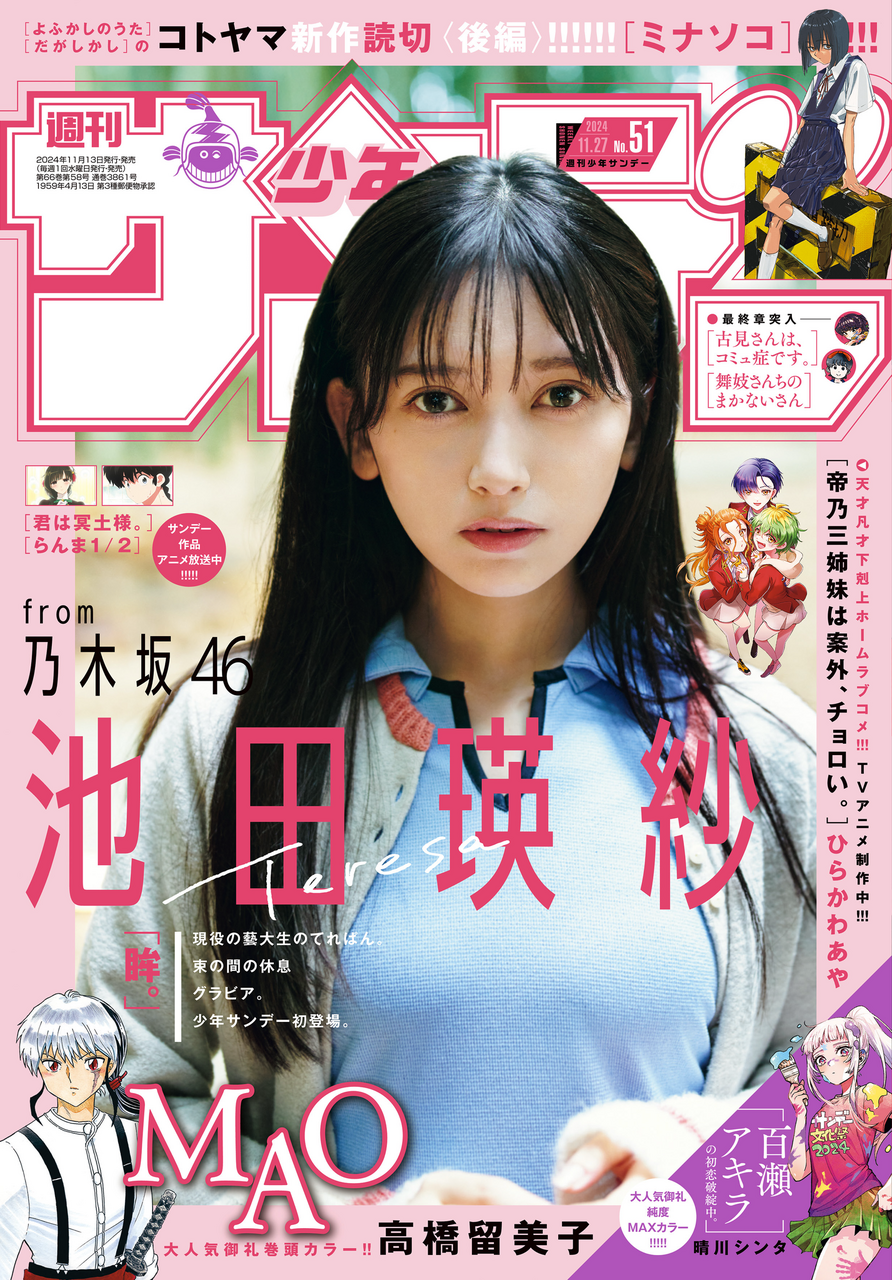 [よふかしのうた]
[だがしかし]の
コトヤマ新作読切〈後編〉!!!!!![ミナソコ]!!!!!!
週刊
少年
サンデー
2024年11月13日発行・発売
(毎週1回水曜日発行・発売)
第66巻第58号 通巻3861号
1959年4月13日 第3種郵便物承認
2024
11.27
No.51
週刊少年サンデー
●最終章突入
[古見さんは、
コミュ症です。]
[舞妓さんちの
まかないさん]
[君は冥土様。]
[らんま1/2]
サンデー
作品
アニメ放送中
!!!!!
天才凡才下剋上ホームラブコメ!!! TVアニメ制作中!!!
[帝乃三姉妹は案外、チョロい。]ひらかわあや
from
乃木坂46
池田瑛紗
Teresa
「眸。」
現役の藝大生のてれぱん。
束の間の休息
グラビア。
少年サンデー初登場。
MAO
大人気御礼巻頭カラー!!
高橋留美子
大人気御礼
純度
MAXカラー
!!!!!
「百瀬
アキラ」
の初恋破綻中。
晴川シンタ
サンデー
文化祭
2024